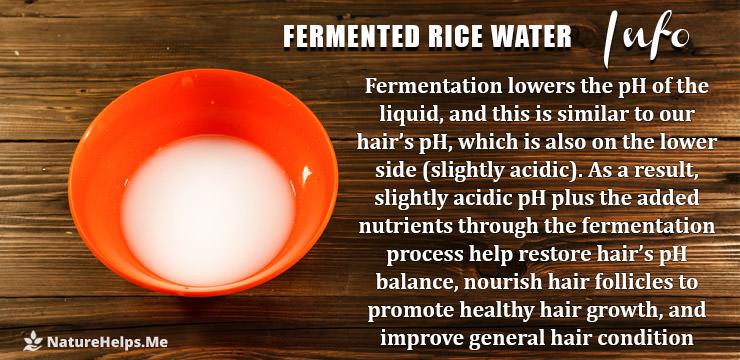 FERMENTED RICE WATER Info
Fermentation lowers the pH of the
liquid, and this is similar to our
hair’s pH, which is also on the lower
side (slightly acidic). As a result,
slightly acidic pH plus the added
nutrients through the fermentation
process help restore hair’s pH
balance, nourish hair follicles to
promote healthy hair growth, and
improve general hair condition
NatureHelps.Me